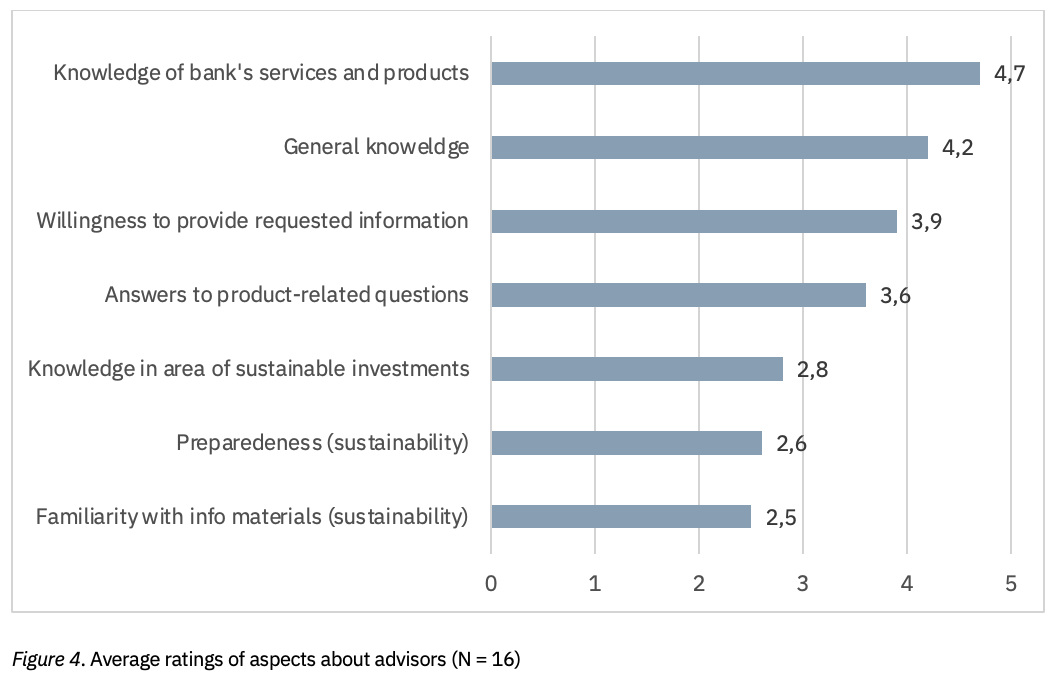 Knowledge of bank's services and products
4,7
General knoweldge
4,2
Willingness to provide requested information
3,9
Answers to product-related questions
3,6
Knowledge in area of sustainable investments
2,8
Preparedeness (sustainability)
2,6
Familiarity with info materials (sustainability)
2,5
0 1 2 3 4 5
Figure 4. Average ratings of aspects about advisors (N = 16)